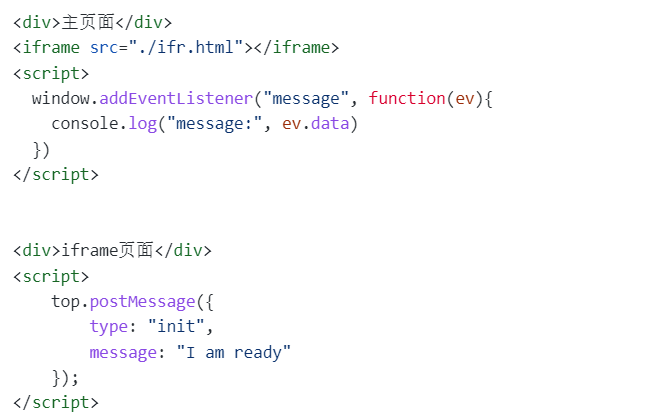 <div>主页面</div>
<iframe src="./ifr.html"></iframe>
<script>
  window.addEventListener("message", function(ev){
    console.log("message:", ev.data)
  })
</script>
<div>iframe页面</div>
<script>
    top.postMessage({
        type: "init",
        message: "I am ready"
    });
</script>